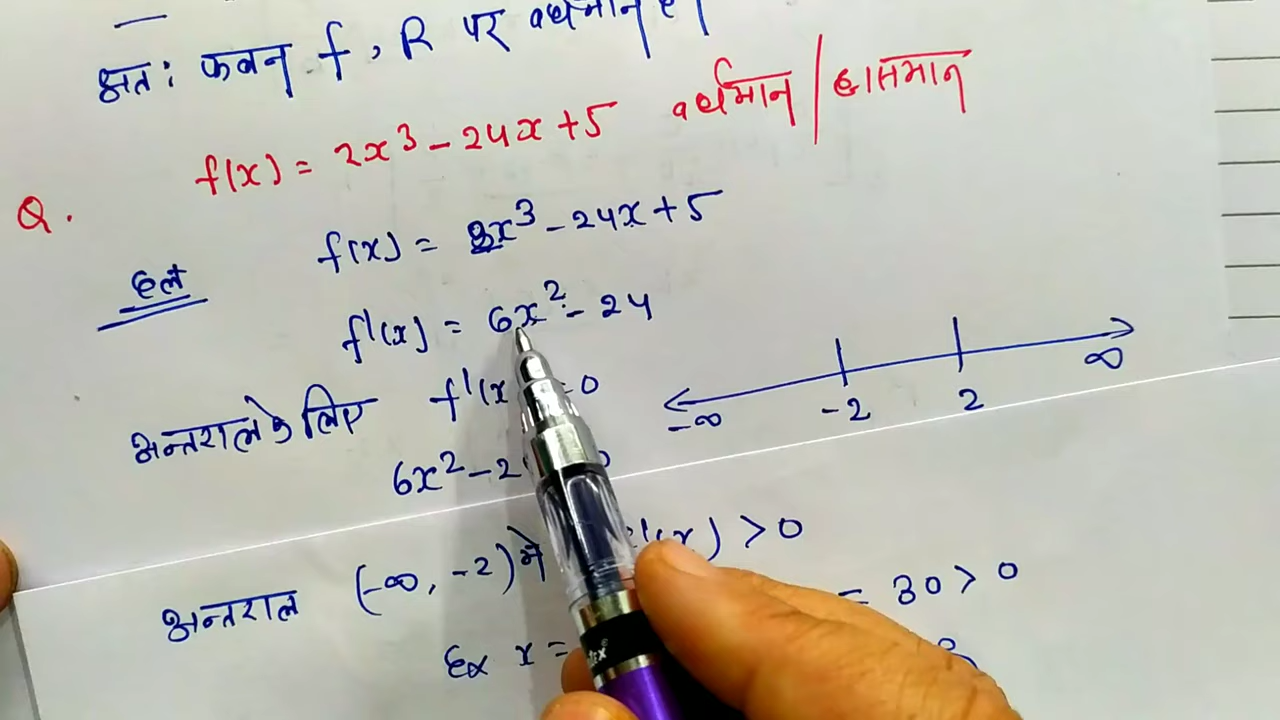 अतः फलन f, R पर वर्धमान है।
Q. f(x) = 2x³ - 24x + 5 वर्धमान / ह्रासमान
हल f(x) = 2x³ - 24x + 5
f'(x) = 6x² - 24
अन्तराल के लिए f'(x = 0
6x² - 2
-∞ -2 2 ∞
अन्तराल (-∞, -2) में (x) > 0
= 30 > 0
Ex x =